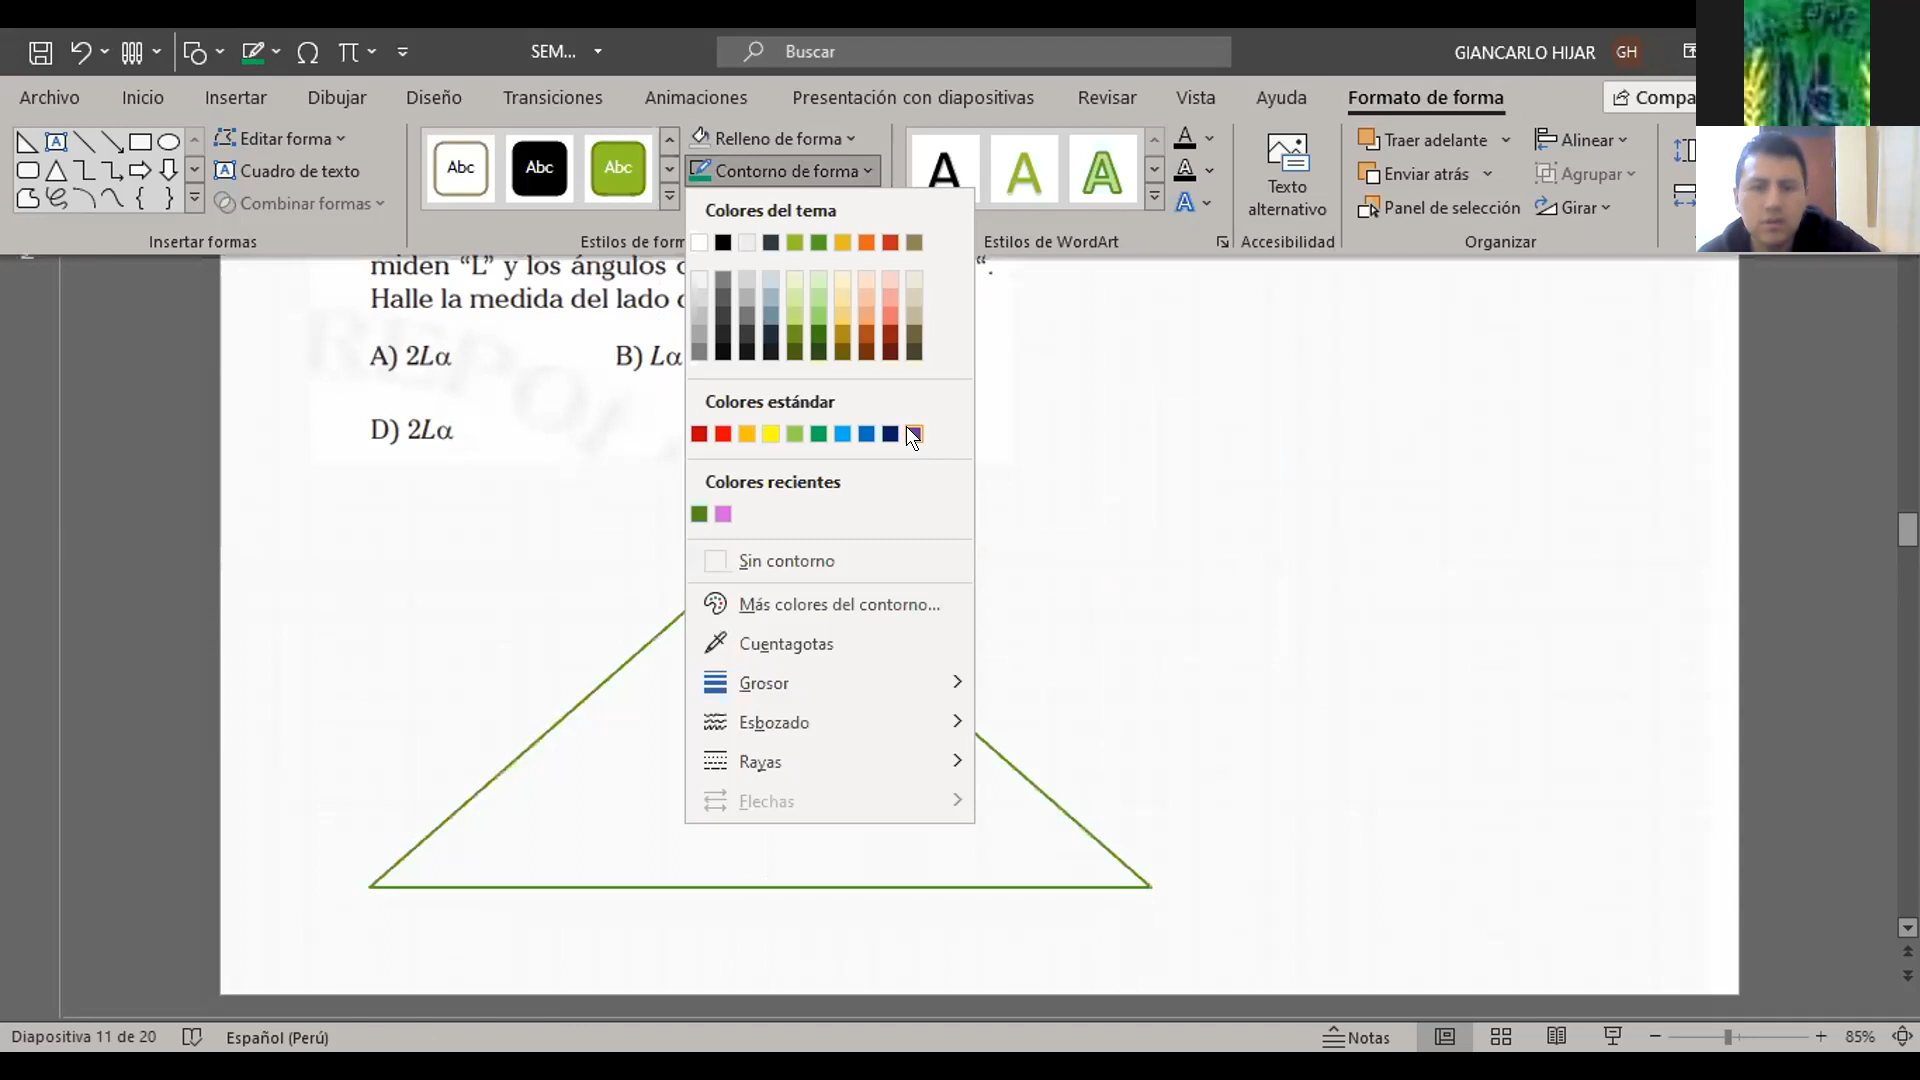 SEM...
Buscar
GIANCARLO HIJAR
GH
Archivo
Inicio
Insertar
Dibujar
Diseño
Transiciones
Animaciones
Presentación con diapositivas
Revisar
Vista
Ayuda
Formato de forma
Compa
Editar forma
Cuadro de texto
Combinar formas
Insertar formas
Abc
Abc
Abc
Estilos de form
Relleno de forma
Contorno de forma
A
A
A
A
A
A
Estilos de WordArt
Texto
alternativo
Accesibilidad
Traer adelante
Enviar atrás
Panel de selección
Alinear
Agrupar
Girar
Organizar
Colores del tema
Colores estándar
Colores recientes
Sin contorno
Más colores del contorno...
Cuentagotas
Grosor
Esbozado
Rayas
Flechas
miden “L” y los ángulos
“.
Halle la medida del lado
A) 2Lα
B) Lα
D) 2Lα
Diapositiva 11 de 20
Español (Perú)
Notas
85%